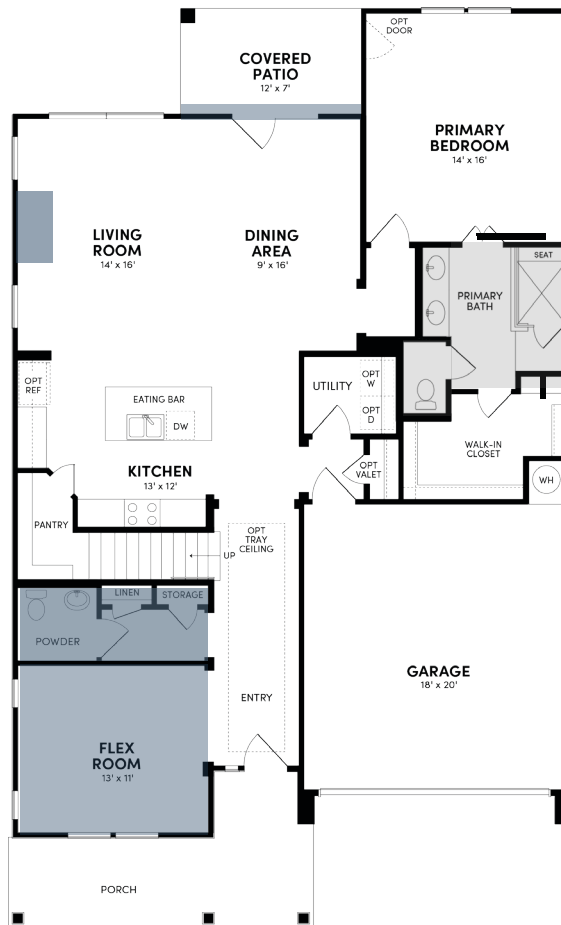 OPT
DOOR
COVERED
PATIO
12' x 7'
PRIMARY
BEDROOM
14' x 16'
LIVING
ROOM
14' x 16'
DINING
AREA
9' x 16'
SEAT
PRIMARY
BATH
OPT
REF
EATING BAR
DW
UTILITY
OPT
W
OPT
D
WALK-IN
CLOSET
KITCHEN
13' x 12'
OPT
VALET
WH
PANTRY
UP
OPT
TRAY
CEILING
LINEN
STORAGE
POWDER
GARAGE
18' x 20'
ENTRY
FLEX
ROOM
13' x 11'
PORCH